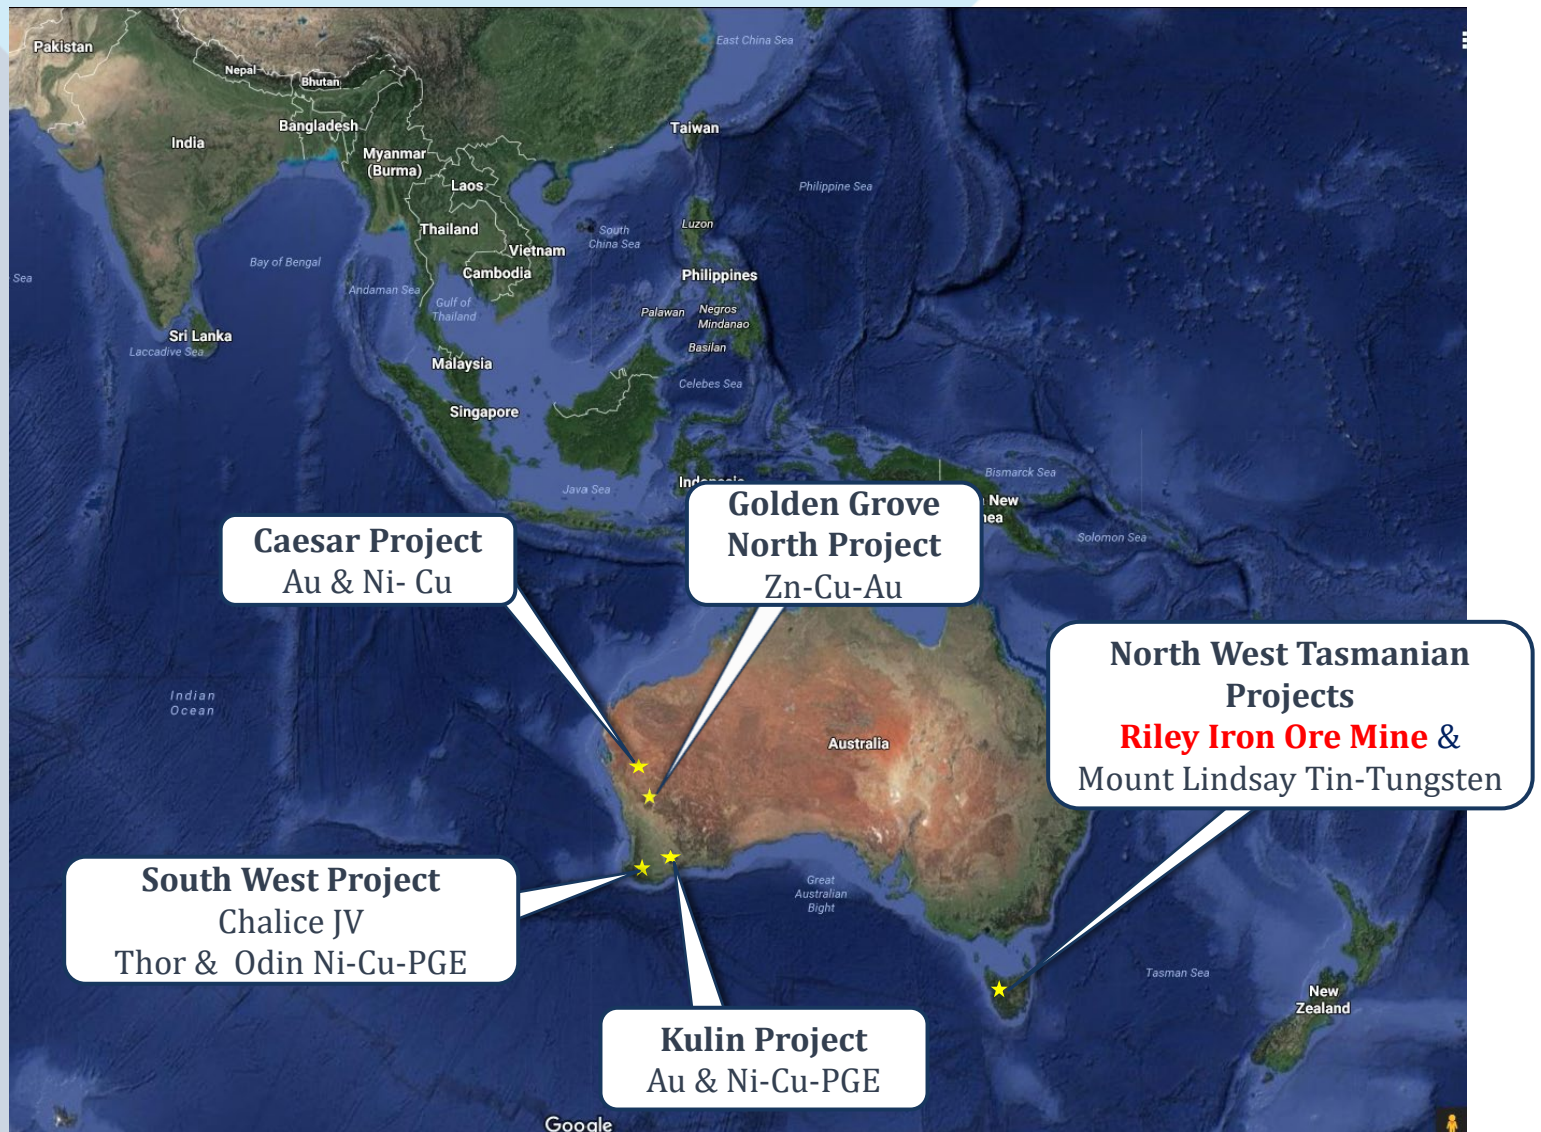 Pakistan
Nepal
Bhutan
East China Sea
Bangladesh
India
Taiwan
Myanmar
(Burma)
Laos
Philippine Sea
Thailand
Luzon
South
China Sea
Vietnam
Bay of Bengal
Cambodia
Philippines
Sea
Andaman Sea
Gulf of
Thailand
Palawan
Negros
Mindanao
Sri Lanka
Laccadive Sea
Basilan
Malaysia
Celebes Sea
Singapore
Bismarck Sea
Java Sea
New
Solomon Sea
Golden Grove
North Project
Zn-Cu-Au
Caesar Project
Au & Ni- Cu
North West Tasmanian
Projects
Riley Iron Ore Mine &
Mount Lindsay Tin-Tungsten
Indian
Ocean
Australia
South West Project
Chalice JV
Thor & Odin Ni-Cu-PGE
Great
Australian
Bight
Tasman Sea
New
Zealand
Kulin Project
Au & Ni-Cu-PGE
Google